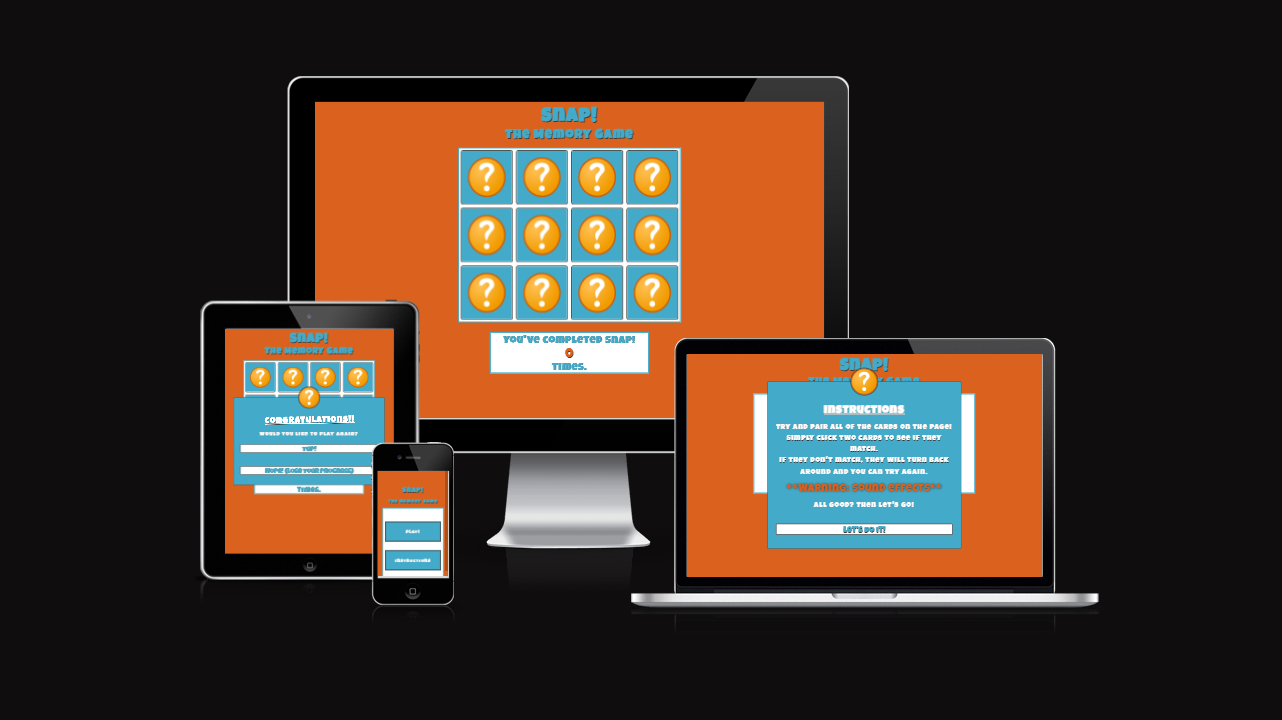 SNAP!
The Memory Game
? ? ? ?
? ? ? ?
? ? ? ?
You've completed Snap!
0
Times.
SNAP!
The Memory Game
? ? ? ?
?
Congratulations!!
Would you like to play again?
Yup!
Nope! (Lose your progress)
Times.
SNAP!
The Memory Game
Play!
Instructions
SNAP!
The Memory Game
?
Instructions
Try and pair all of the cards on the page!
Simply click two cards to see if they
match.
If they don't match, they will turn back
around and you can try again.
**Warning: Sound Effects**
All good? Then let's go!
Let's do it!